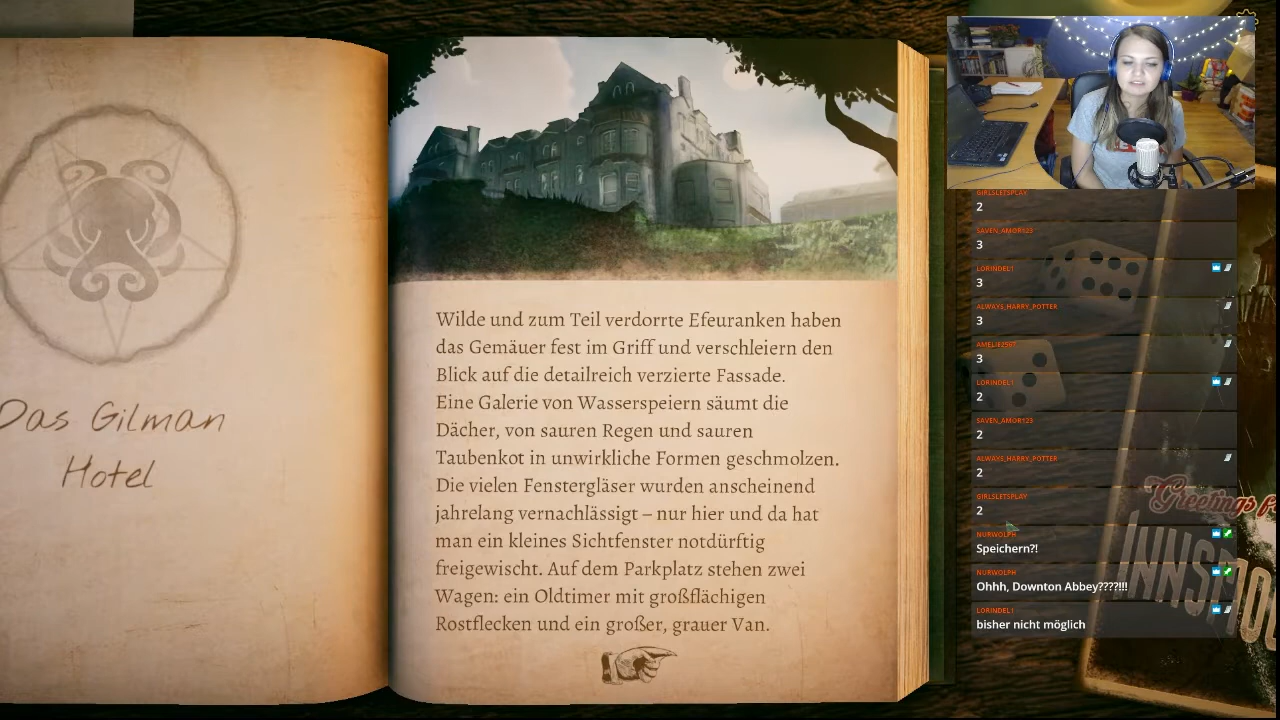 Das Gilman
Hotel
Wilde und zum Teil verdorrte Efeuranken haben
das Gemäuer fest im Griff und verschleiern den
Blick auf die detailreich verzierte Fassade.
Eine Galerie von Wasserspeiern säumt die
Dächer, von sauren Regen und sauren
Taubenkot in unwirkliche Formen geschmolzen.
Die vielen Fenstergläser wurden anscheinend
jahrelang vernachlässigt – nur hier und da hat
man ein kleines Sichtfenster notdürftig
freigewischt. Auf dem Parkplatz stehen zwei
Wagen: ein Oldtimer mit großflächigen
Rostflecken und ein großer, grauer Van.
GIRLSLETSPLAY
2
SAVEN_AMOR123
3
LORINDEL1
3
ALWAYS_HARRY_POTTER
3
3
LORINDEL1
2
SAVEN_AMOR123
2
ALWAYS_HARRY_POTTER
2
GIRLSLETSPLAY
2
NURWOLPH
Speichern?!
NURWOLPH
Ohhh, Downton Abbey????!!!
LORINDEL1
bisher nicht möglich
Greetings